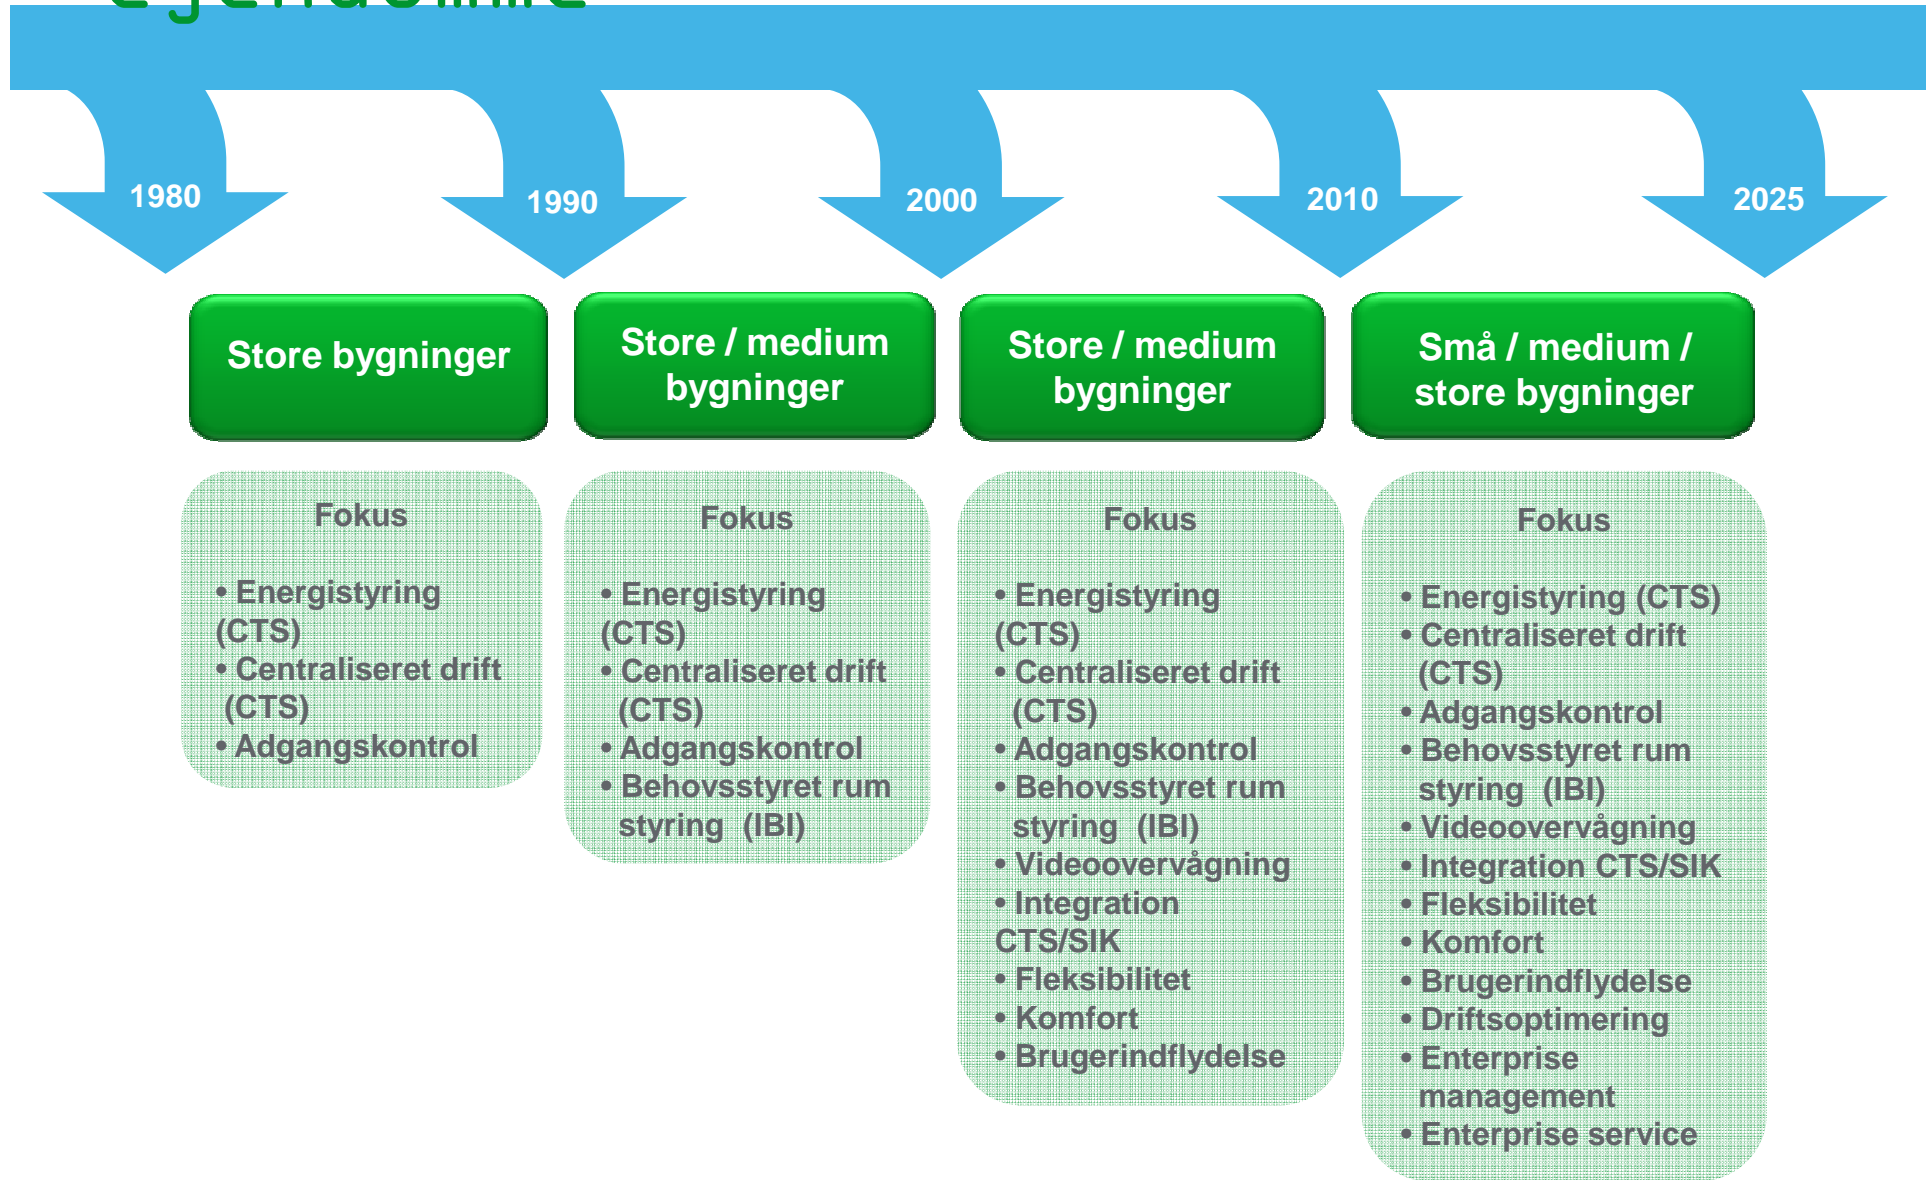 1980
1990
2000
2010
2025
Store bygninger
Store / medium
bygninger
Store / medium
bygninger
Små / medium /
store bygninger
Fokus
• Energistyring
(CTS)
• Centraliseret drift
(CTS)
• Adgangskontrol
Fokus
• Energistyring
(CTS)
• Centraliseret drift
(CTS)
• Adgangskontrol
• Behovsstyret rum
styring (IBI)
Fokus
• Energistyring
(CTS)
• Centraliseret drift
(CTS)
• Adgangskontrol
• Behovsstyret rum
styring (IBI)
• Videoovervågning
• Integration
CTS/SIK
• Fleksibilitet
• Komfort
• Brugerindflydelse
Fokus
• Energistyring (CTS)
• Centraliseret drift
(CTS)
• Adgangskontrol
• Behovsstyret rum
styring (IBI)
• Videoovervågning
• Integration CTS/SIK
• Fleksibilitet
• Komfort
• Brugerindflydelse
• Driftsoptimering
• Enterprise
management
• Enterprise service